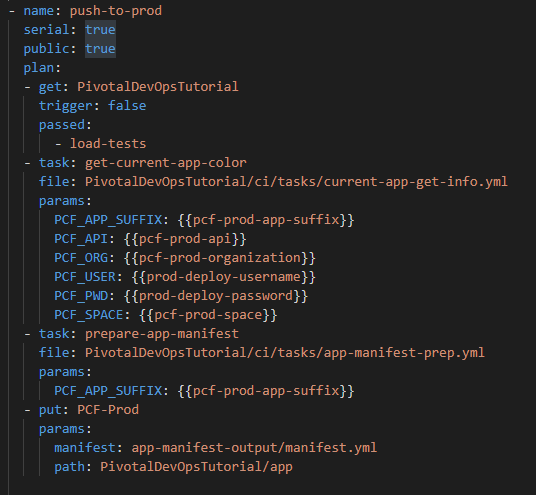 - name: push-to-prod
serial: true
public: true
plan:
- get: PivotalDevOpsTutorial
trigger: false
passed:
- load-tests
- task: get-current-app-color
file: PivotalDevOpsTutorial/ci/tasks/current-app-get-info.yml
params:
PCF_APP_SUFFIX: {{pcf-prod-app-suffix}}
PCF_API: {{pcf-prod-api}}
PCF_ORG: {{pcf-prod-organization}}
PCF_USER: {{prod-deploy-username}}
PCF_PWD: {{prod-deploy-password}}
PCF_SPACE: {{pcf-prod-space}}
- task: prepare-app-manifest
file: PivotalDevOpsTutorial/ci/tasks/app-manifest-prep.yml
params:
PCF_APP_SUFFIX: {{pcf-prod-app-suffix}}
- put: PCF-Prod
params:
manifest: app-manifest-output/manifest.yml
path: PivotalDevOpsTutorial/app